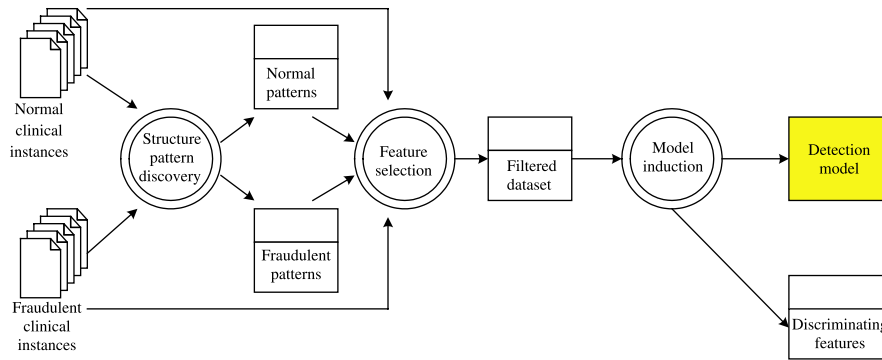 Normal
clinical
instances
Fraudulent
clinical
instances
Structure
pattern
discovery
Normal
patterns
Fraudulent
patterns
Feature
selection
Filtered
dataset
Model
induction
Detection
model
Discriminating
features